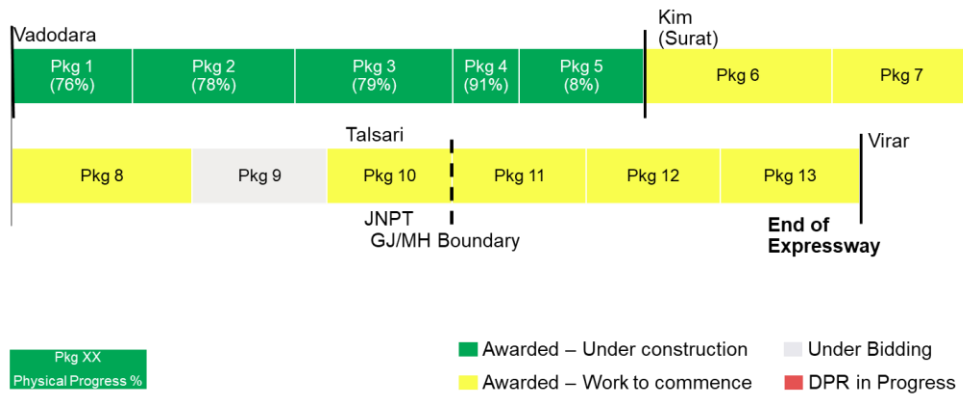 Vadodara
Kim
(Surat)
Pkg 1
(76%)
Pkg 2
(78%)
Pkg 3
(79%)
Pkg 4
(91%)
Pkg 5
(8%)
Pkg 6
Pkg 7
Talsari
Virar
Pkg 8
Pkg 9
Pkg 10
Pkg 11
Pkg 12
Pkg 13
JNPT
GJ/MH Boundary
End of
Expressway
Pkg XX
Physical Progress %
Awarded – Under construction
Under Bidding
Awarded – Work to commence
DPR in Progress